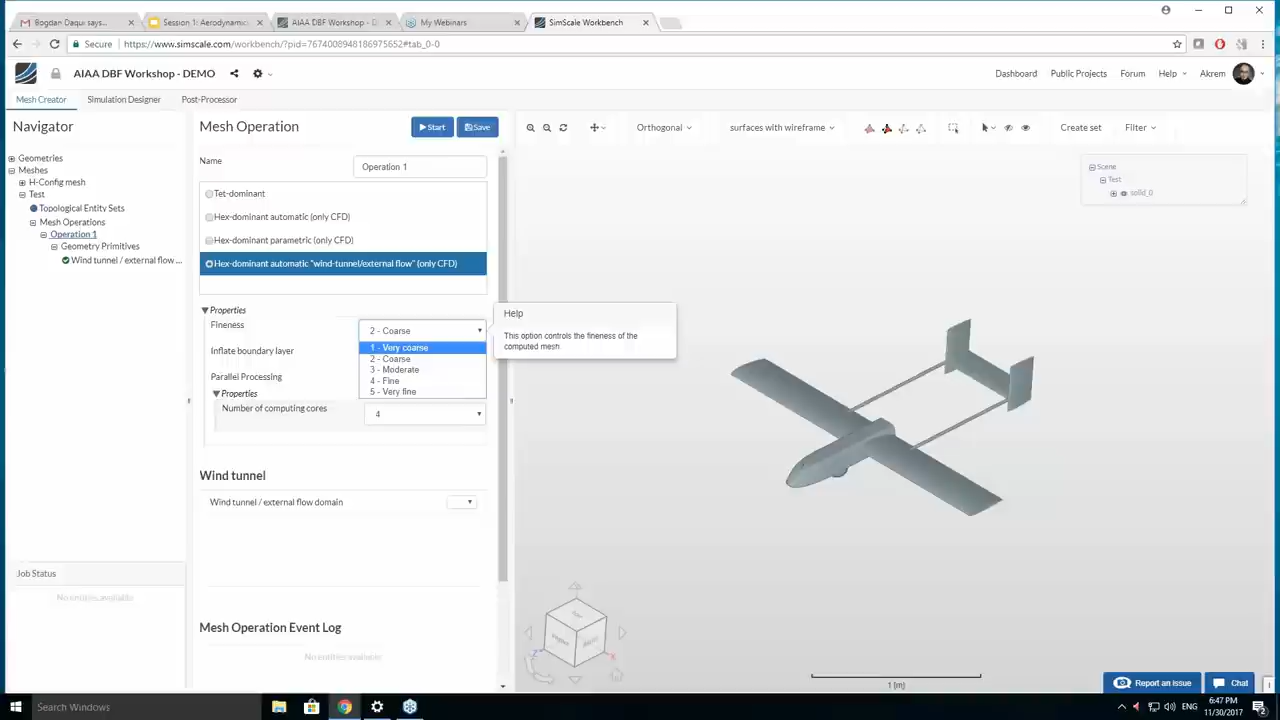 Bogdan Daqui says...
Session 1: Aerodynamic
AIAA DBF Workshop - DE
My Webinars
SimScale Workbench
Secure https://www.simscale.com/workbench/?pid=7674008948186975652#tab_0-0
AIAA DBF Workshop - DEMO
Dashboard Public Projects Forum Help Akrem
Mesh Creator Simulation Designer Post-Processor
Navigator
Geometries
Meshes
H-Config mesh
Test
Topological Entity Sets
Mesh Operations
Operation 1
Geometry Primitives
Wind tunnel / external flow ...
Job Status
No entities available
Mesh Operation
Start Save
Name Operation 1
Tet-dominant
Hex-dominant automatic (only CFD)
Hex-dominant parametric (only CFD)
Hex-dominant automatic "wind-tunnel/external flow" (only CFD)
Properties
Fineness 2 - Coarse
1 - Very coarse
2 - Coarse
3 - Moderate
4 - Fine
5 - Very fine
Inflate boundary layer
Parallel Processing
Properties
Number of computing cores 4
Wind tunnel
Wind tunnel / external flow domain
Mesh Operation Event Log
No entities available
Help
This option controls the fineness of the
computed mesh
Orthogonal surfaces with wireframe Create set Filter
Scene
Test
solid_0
Z
X
1 [m]
Report an issue Chat
Search Windows
ENG
6:47 PM
11/30/2017
2